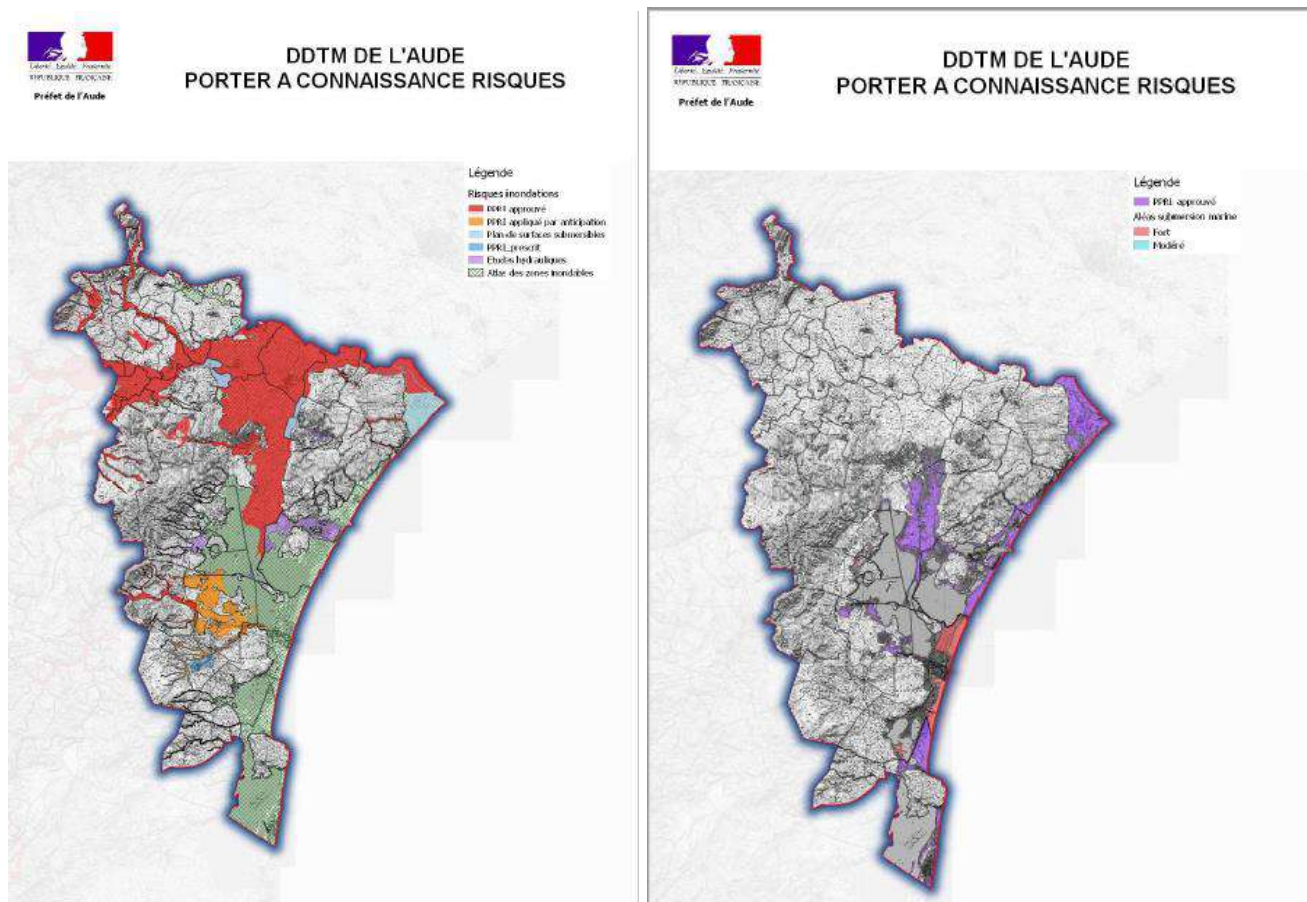 Liberté Égalité Fraternité
RÉPUBLIQUE FRANÇAISE
Préfet de l'Aude
DDTM DE L'AUDE
PORTER A CONNAISSANCE RISQUES
Légende
Risques inondations
PPRI approuvé
PPRI appliqué par anticipation
Plan de surfaces submersibles
PPRI_prescrit
Etudes hydrauliques
Atlas des zones inondables
Liberté Égalité Fraternité
RÉPUBLIQUE FRANÇAISE
Préfet de l'Aude
DDTM DE L'AUDE
PORTER A CONNAISSANCE RISQUES
Légende
PPRL approuvé
Aléas submersion marine
Fort
Modéré